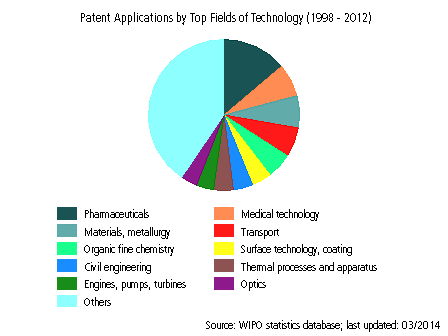 Patent Applications by Top Fields of Technology (1998 - 2012)
Pharmaceuticals
Medical technology
Materials, metallurgy
Transport
Organic fine chemistry
Surface technology, coating
Civil engineering
Thermal processes and apparatus
Engines, pumps, turbines
Optics
Others
Source: WIPO statistics database; last updated: 03/2014